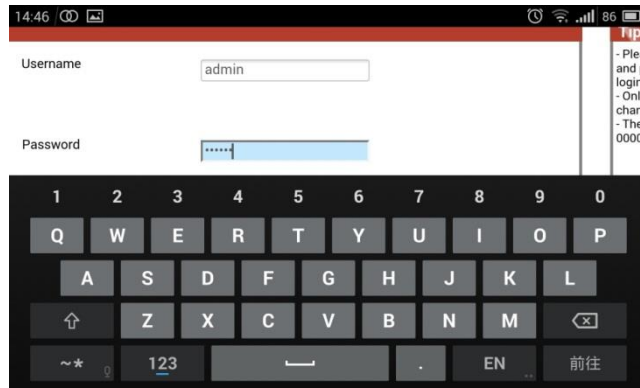 14:46 86
Tip
Username
admin
- Ple
and
login
- Onl
char
- The
0000
Password
••••••
1 2 3 4 5 6 7 8 9 0
Q W E R T Y U I O P
A S D F G H J K L
Z X C V B N M
~* 123 . EN 前往